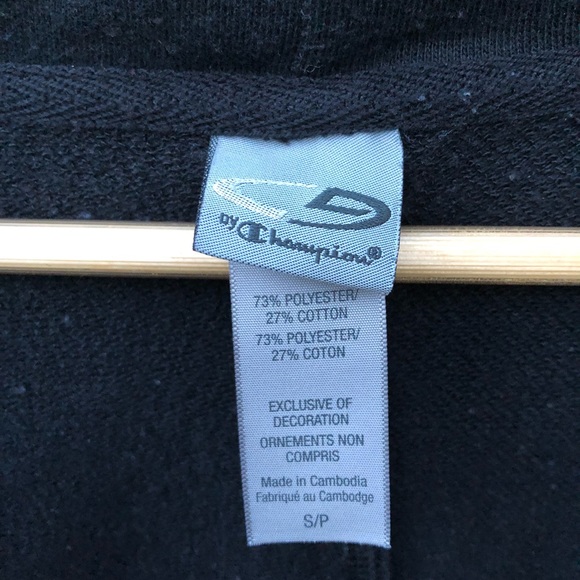 BY Champion®
73% POLYESTER/
27% COTTON
73% POLYESTER/
27% COTON
EXCLUSIVE OF
DECORATION
ORNEMENTS NON
COMPRIS
Made in Cambodia
Fabriqué au Cambodge
S/P